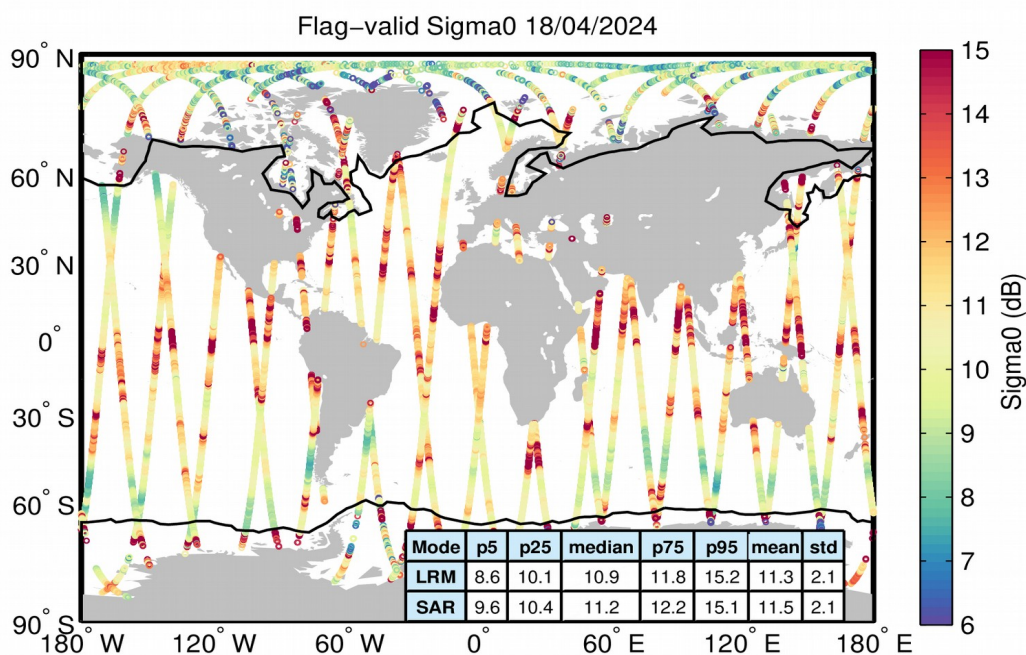 Flag−valid Sigma0 18/04/2024
90° N
60° N
30° N
0°
30° S
60° S
90° S
180° W
120° W
60° W
0°
60° E
120° E
180° E
15
14
13
12
11
10
9
8
7
6
Sigma0 (dB)
Mode p5 p25 median p75 p95 mean std
LRM 8.6 10.1 10.9 11.8 15.2 11.3 2.1
SAR 9.6 10.4 11.2 12.2 15.1 11.5 2.1